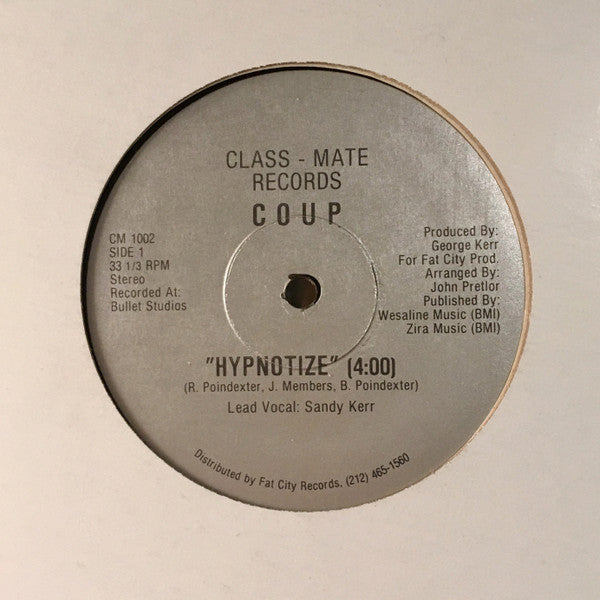 CLASS - MATE
RECORDS
COUP
CM 1002
SIDE 1
33 1/3 RPM
Stereo
Recorded At:
Bullet Studios
Produced By:
George Kerr
For Fat City Prod.
Arranged By:
John Pretlor
Published By:
Wesaline Music (BMI)
Zira Music (BMI)
"HYPNOTIZE" (4:00)
(R. Poindexter, J. Members, B. Poindexter)
Lead Vocal: Sandy Kerr
Distributed by Fat City Records. (212) 465-1560